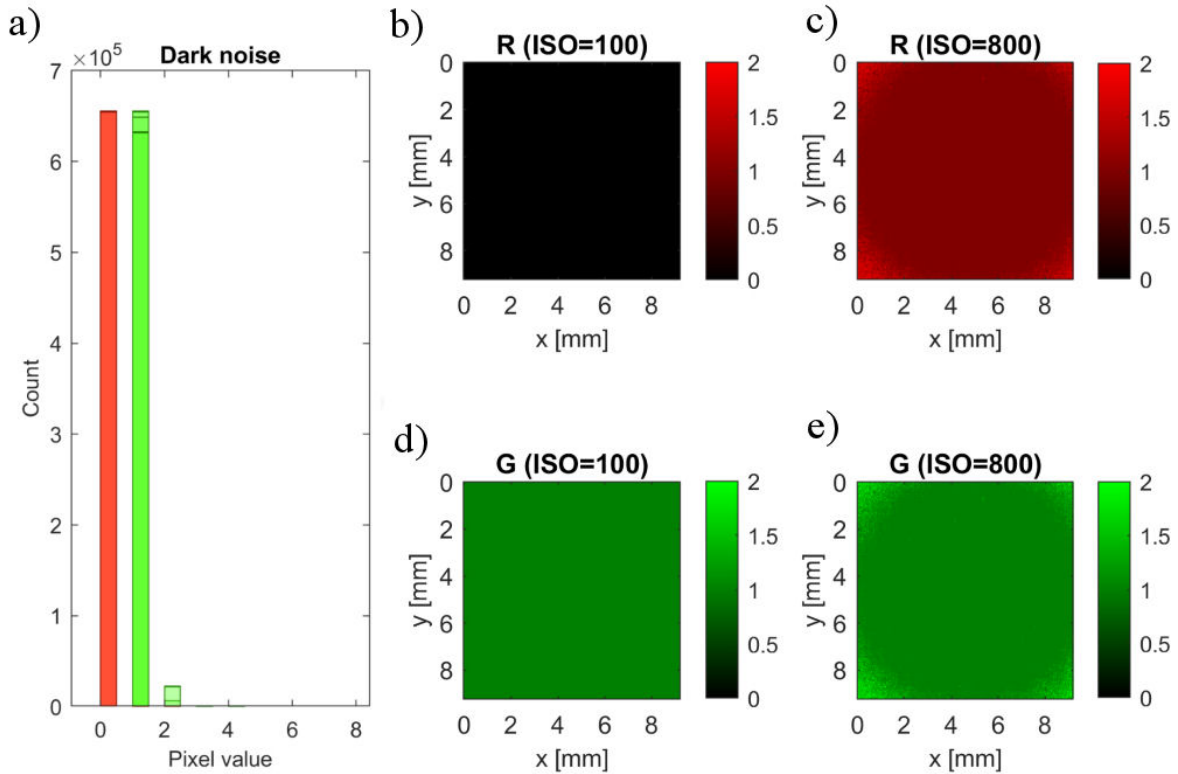 a)
Dark noise
×10⁵
7
6
5
4
3
2
1
0
Count
0 2 4 6 8
Pixel value
b)
R (ISO=100)
0
2
4
6
8
y [mm]
0 2 4 6 8
x [mm]
2
1.5
1
0.5
0
c)
R (ISO=800)
0
2
4
6
8
y [mm]
0 2 4 6 8
x [mm]
2
1.5
1
0.5
0
d)
G (ISO=100)
0
2
4
6
8
y [mm]
0 2 4 6 8
x [mm]
2
1.5
1
0.5
0
e)
G (ISO=800)
0
2
4
6
8
y [mm]
0 2 4 6 8
x [mm]
2
1.5
1
0.5
0